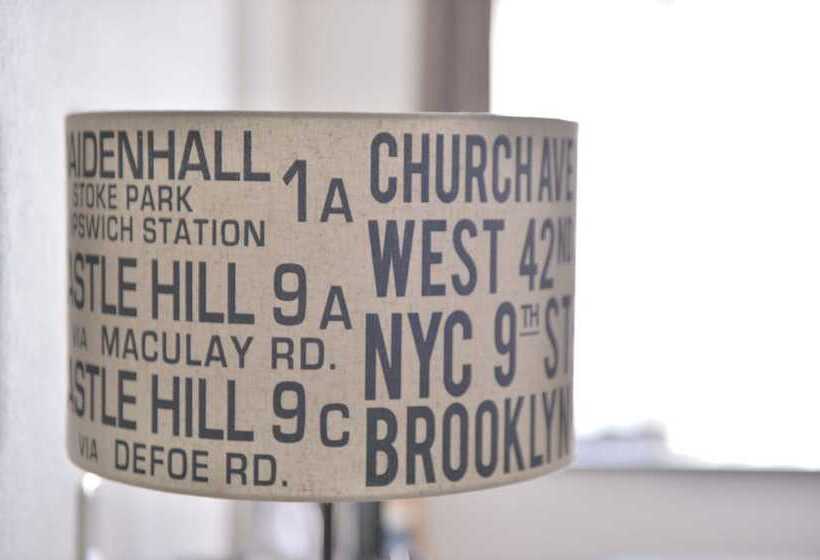 AIDENHALL 1A
STOKE PARK
PSWICH STATION
ASTLE HILL 9A
VIA MACULAY RD.
ASTLE HILL 9C
VIA DEFOE RD.
CHURCH AVE
WEST 42ND
NYC 9TH ST
BROOKLYN